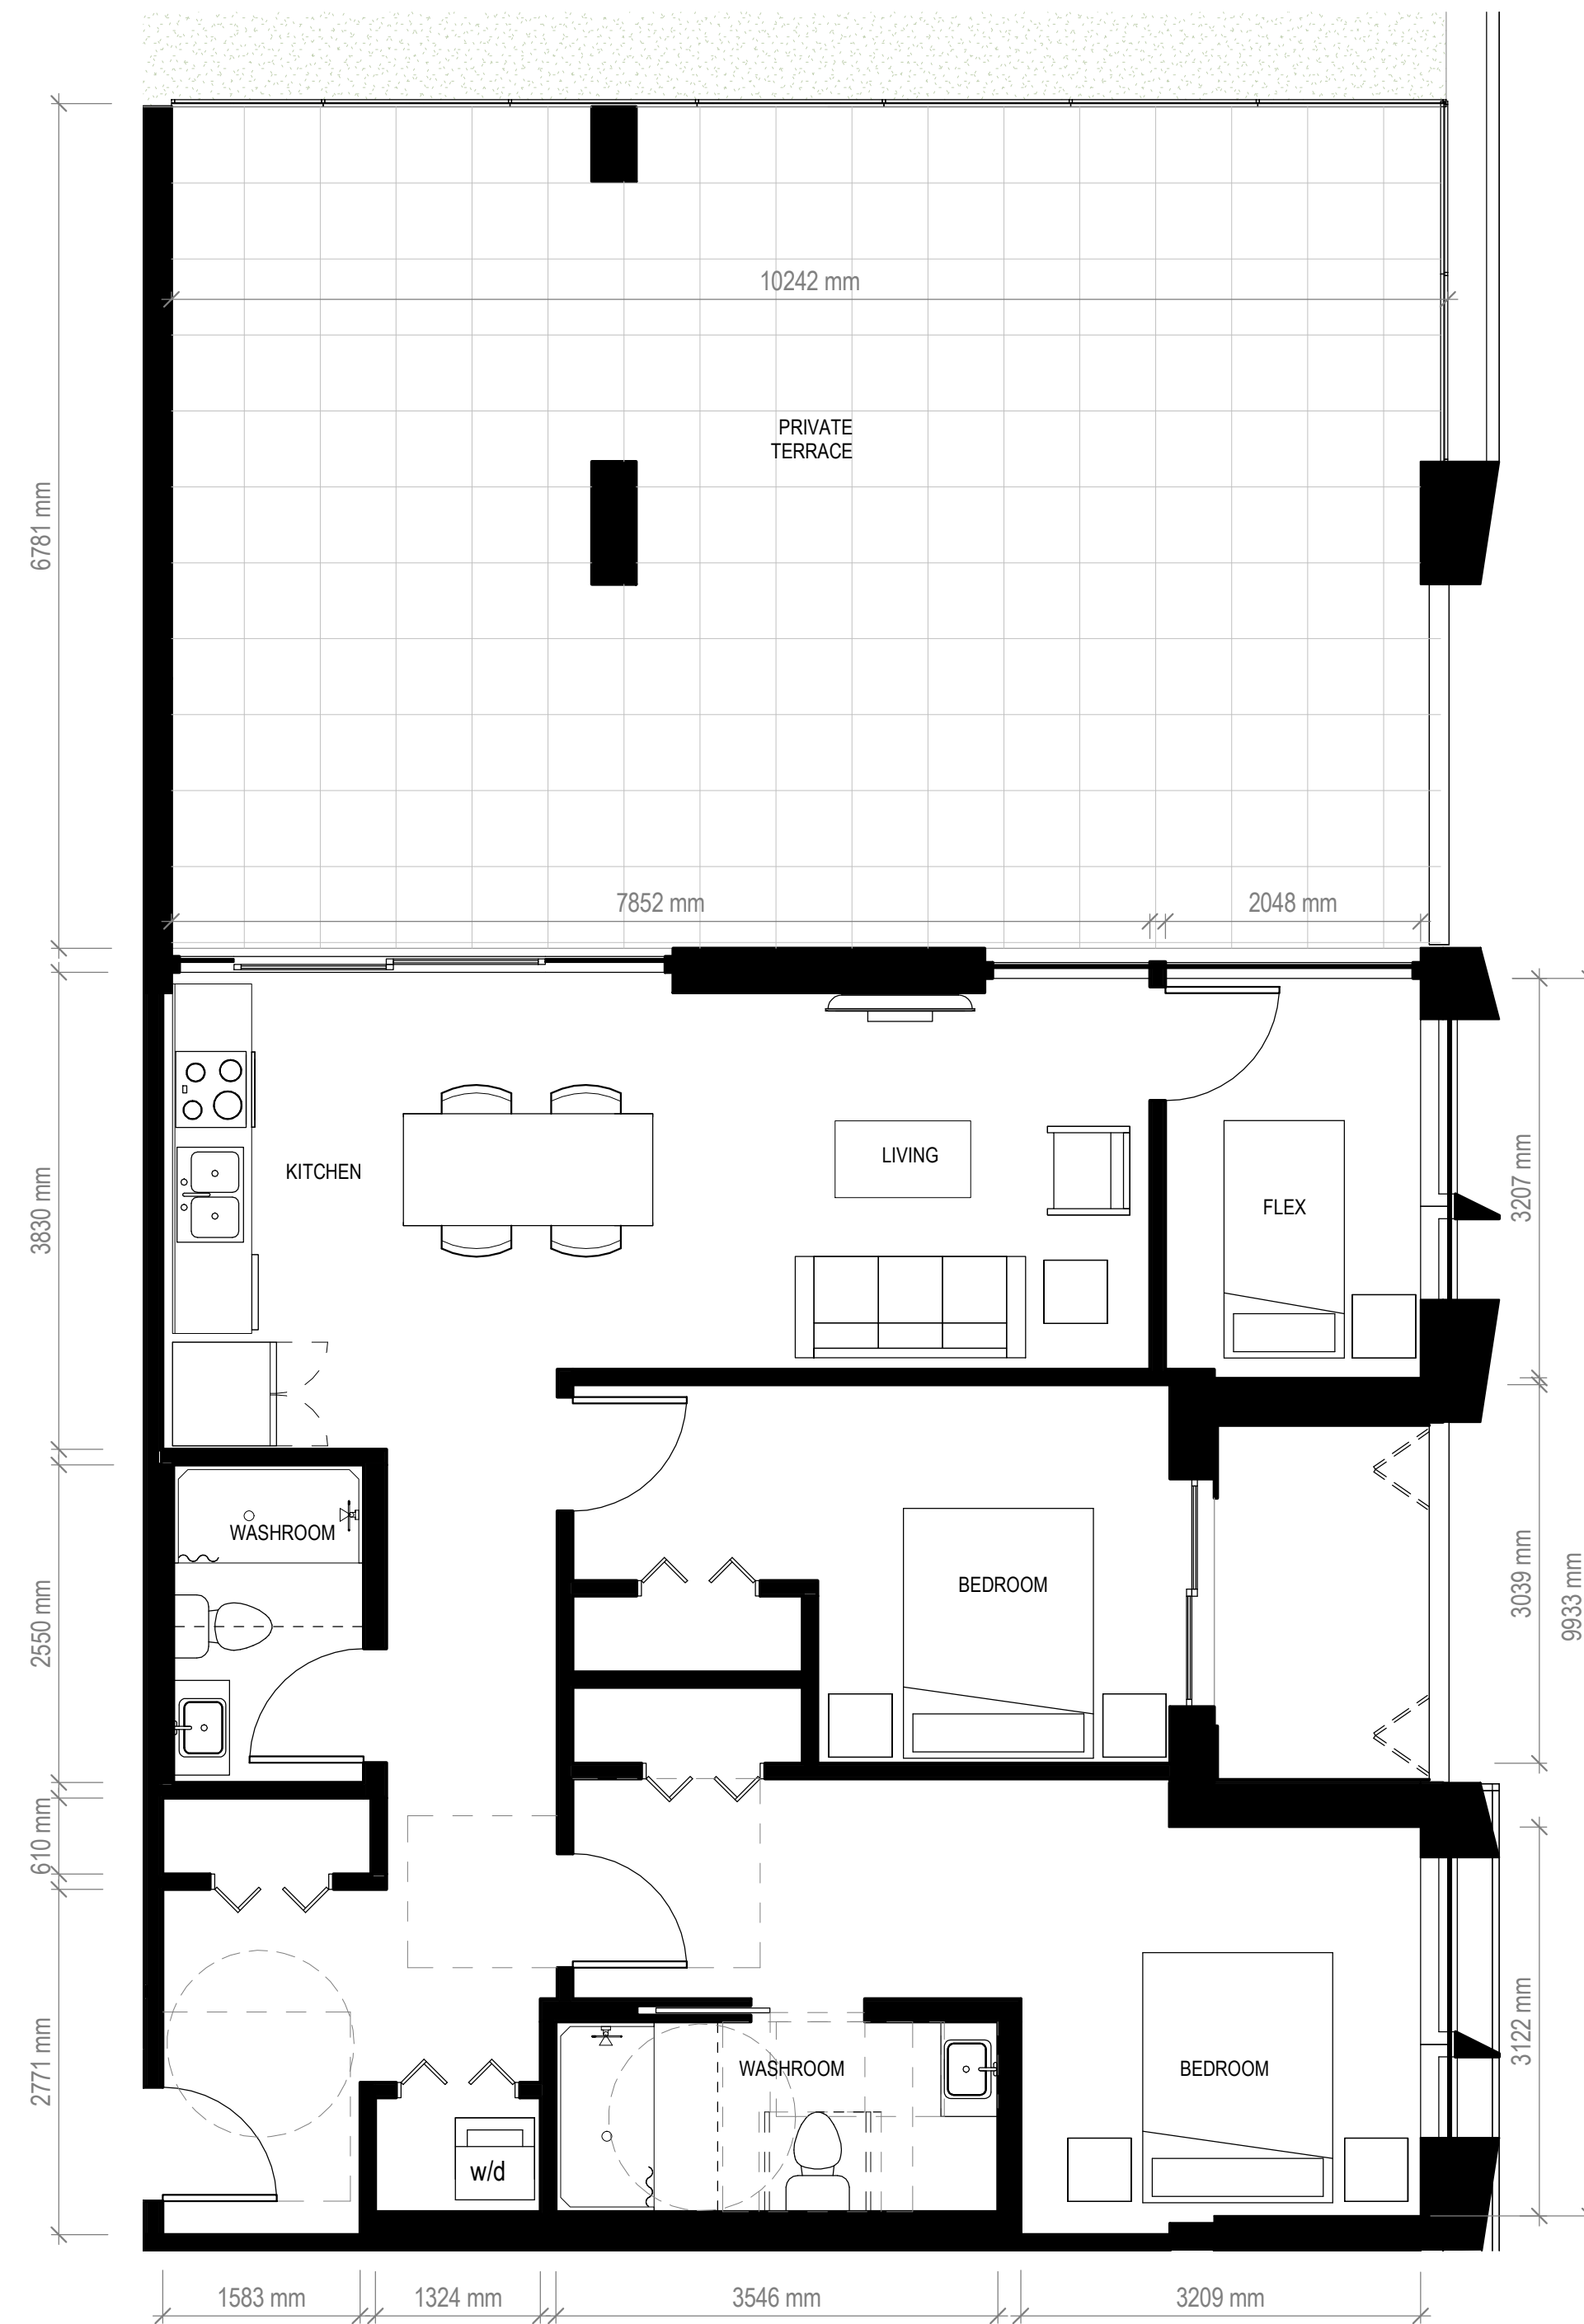 10242 mm
PRIVATE
TERRACE
6781 mm
7852 mm
2048 mm
KITCHEN
LIVING
FLEX
3830 mm
3207 mm
WASHROOM
BEDROOM
2550 mm
3039 mm
9933 mm
610 mm
2771 mm
WASHROOM
BEDROOM
3122 mm
w/d
1583 mm
1324 mm
3546 mm
3209 mm